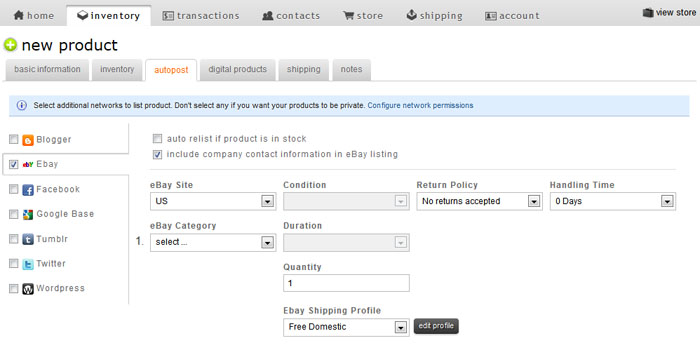 home inventory transactions contacts store shipping account view store
new product
basic information inventory autopost digital products shipping notes
Select additional networks to list product. Don't select any if you want your products to be private. Configure network permissions
Blogger
ebay Ebay
Facebook
Google Base
Tumblr
Twitter
Wordpress
auto relist if product is in stock
include company contact information in eBay listing
eBay Site Condition Return Policy Handling Time
US No returns accepted 0 Days
eBay Category Duration
1. select ...
Quantity
1
Ebay Shipping Profile
Free Domestic edit profile